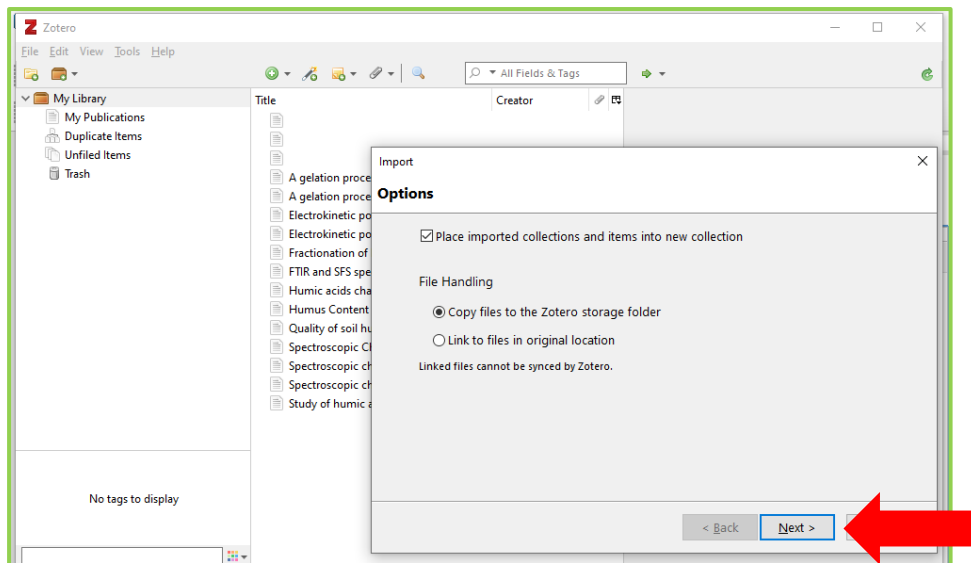 Zotero
File Edit View Tools Help
All Fields & Tags
My Library
My Publications
Duplicate Items
Unfiled Items
Trash
No tags to display
Title Creator
A gelation proce
A gelation proce
Electrokinetic po
Electrokinetic po
Fractionation of
FTIR and SFS spe
Humic acids cha
Humus Content
Quality of soil hu
Spectroscopic Cl
Spectroscopic ch
Spectroscopic ch
Study of humic a
Import
Options
Place imported collections and items into new collection
File Handling
Copy files to the Zotero storage folder
Link to files in original location
Linked files cannot be synced by Zotero.
< Back Next >